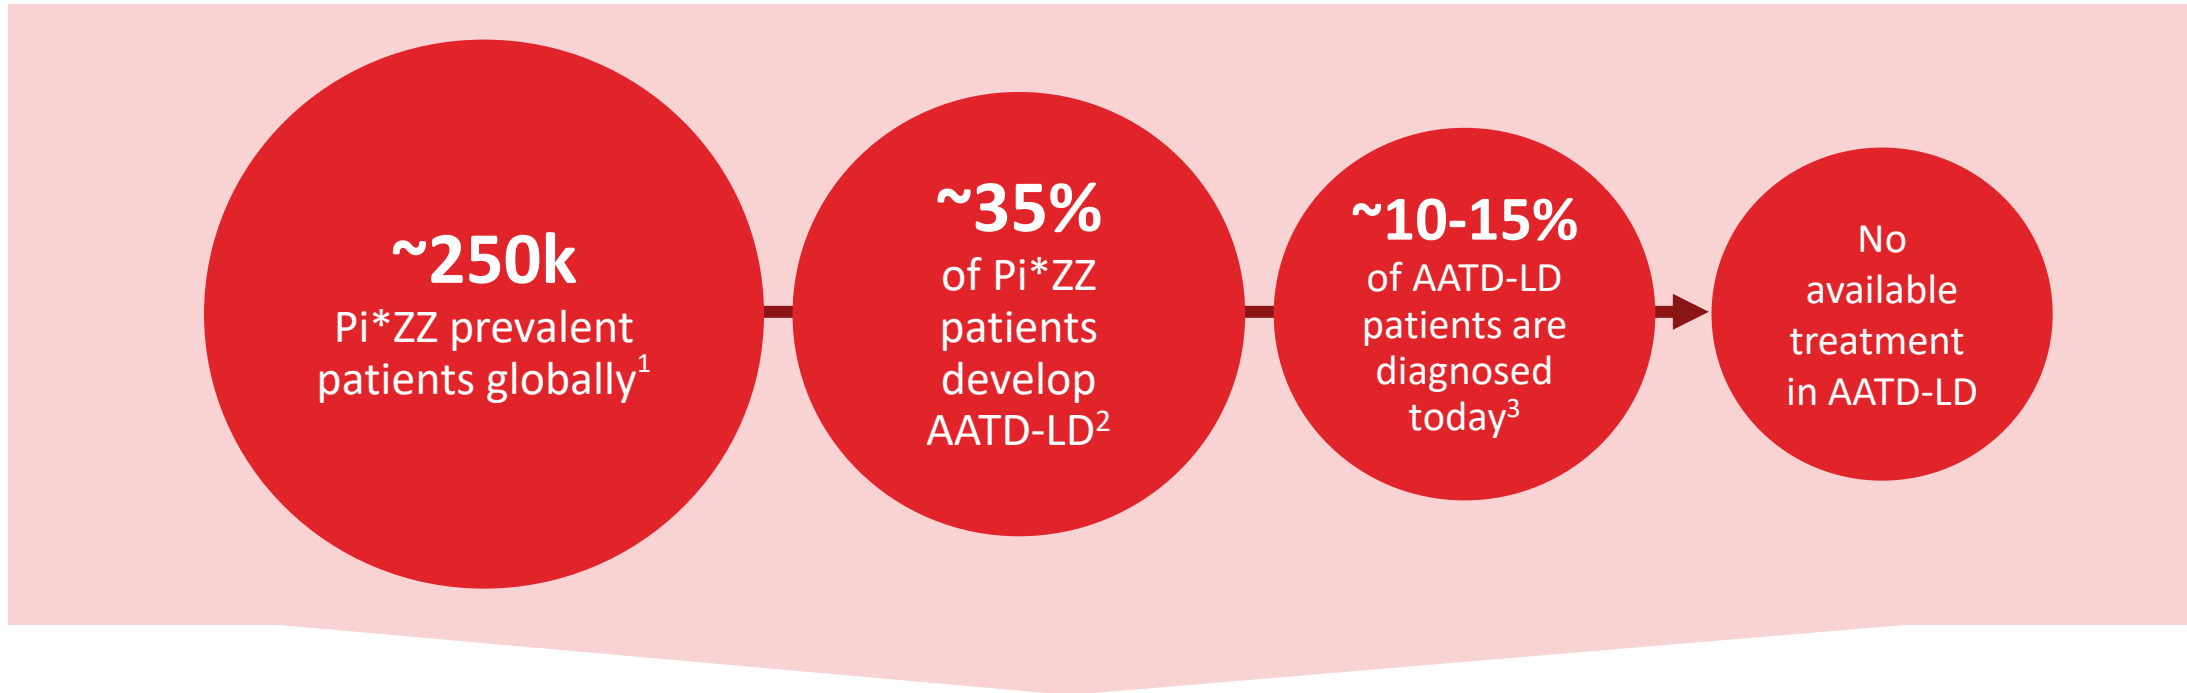 ~250k
Pi*ZZ prevalent
patients globally¹
~35%
of Pi*ZZ
patients
develop
AATD-LD²
~10-15%
of AATD-LD
patients are
diagnosed
today³
No
available
treatment
in AATD-LD